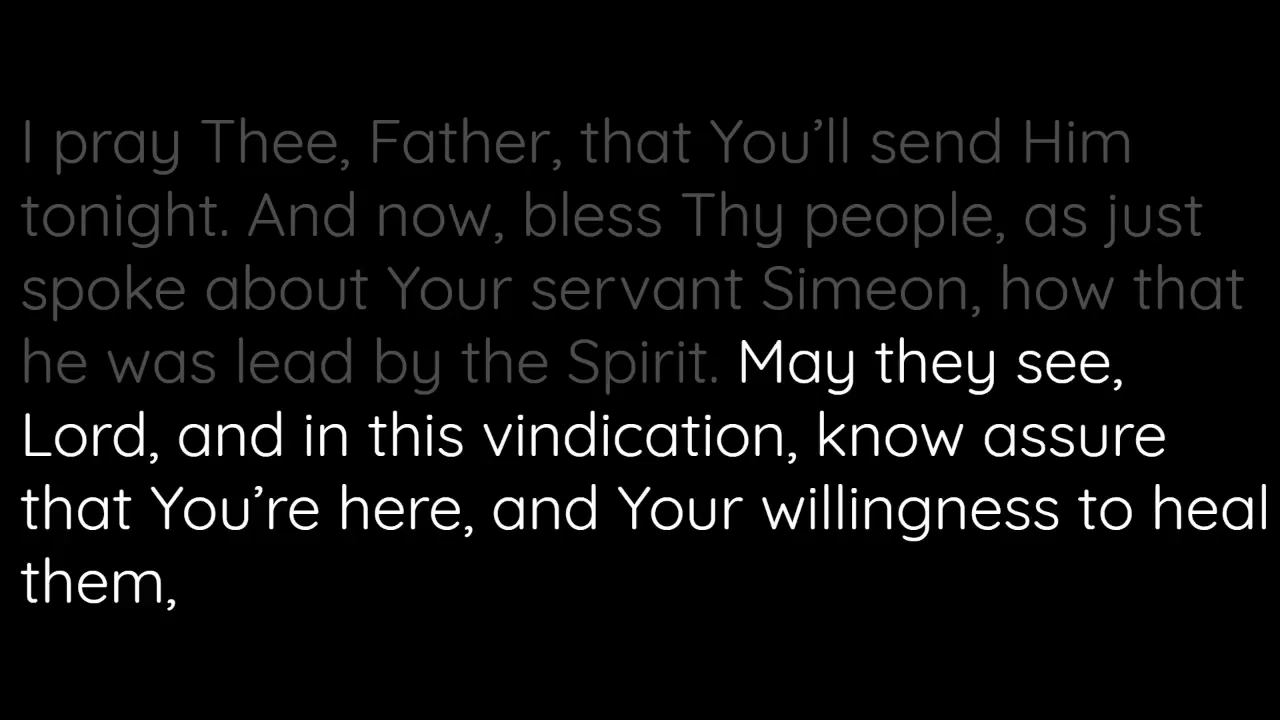 I pray Thee, Father, that You’ll send Him
tonight. And now, bless Thy people, as just
spoke about Your servant Simeon, how that
he was lead by the Spirit. May they see,
Lord, and in this vindication, know assure
that You’re here, and Your willingness to heal
them,